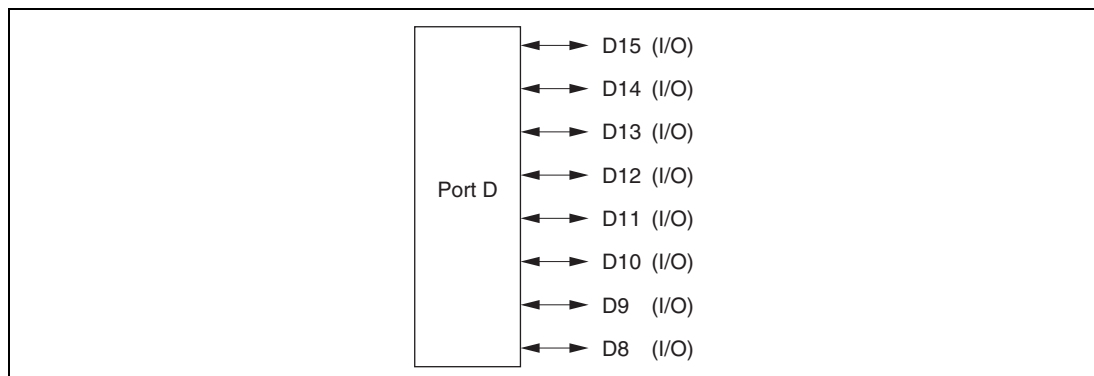 Port D
D15 (I/O)
D14 (I/O)
D13 (I/O)
D12 (I/O)
D11 (I/O)
D10 (I/O)
D9 (I/O)
D8 (I/O)